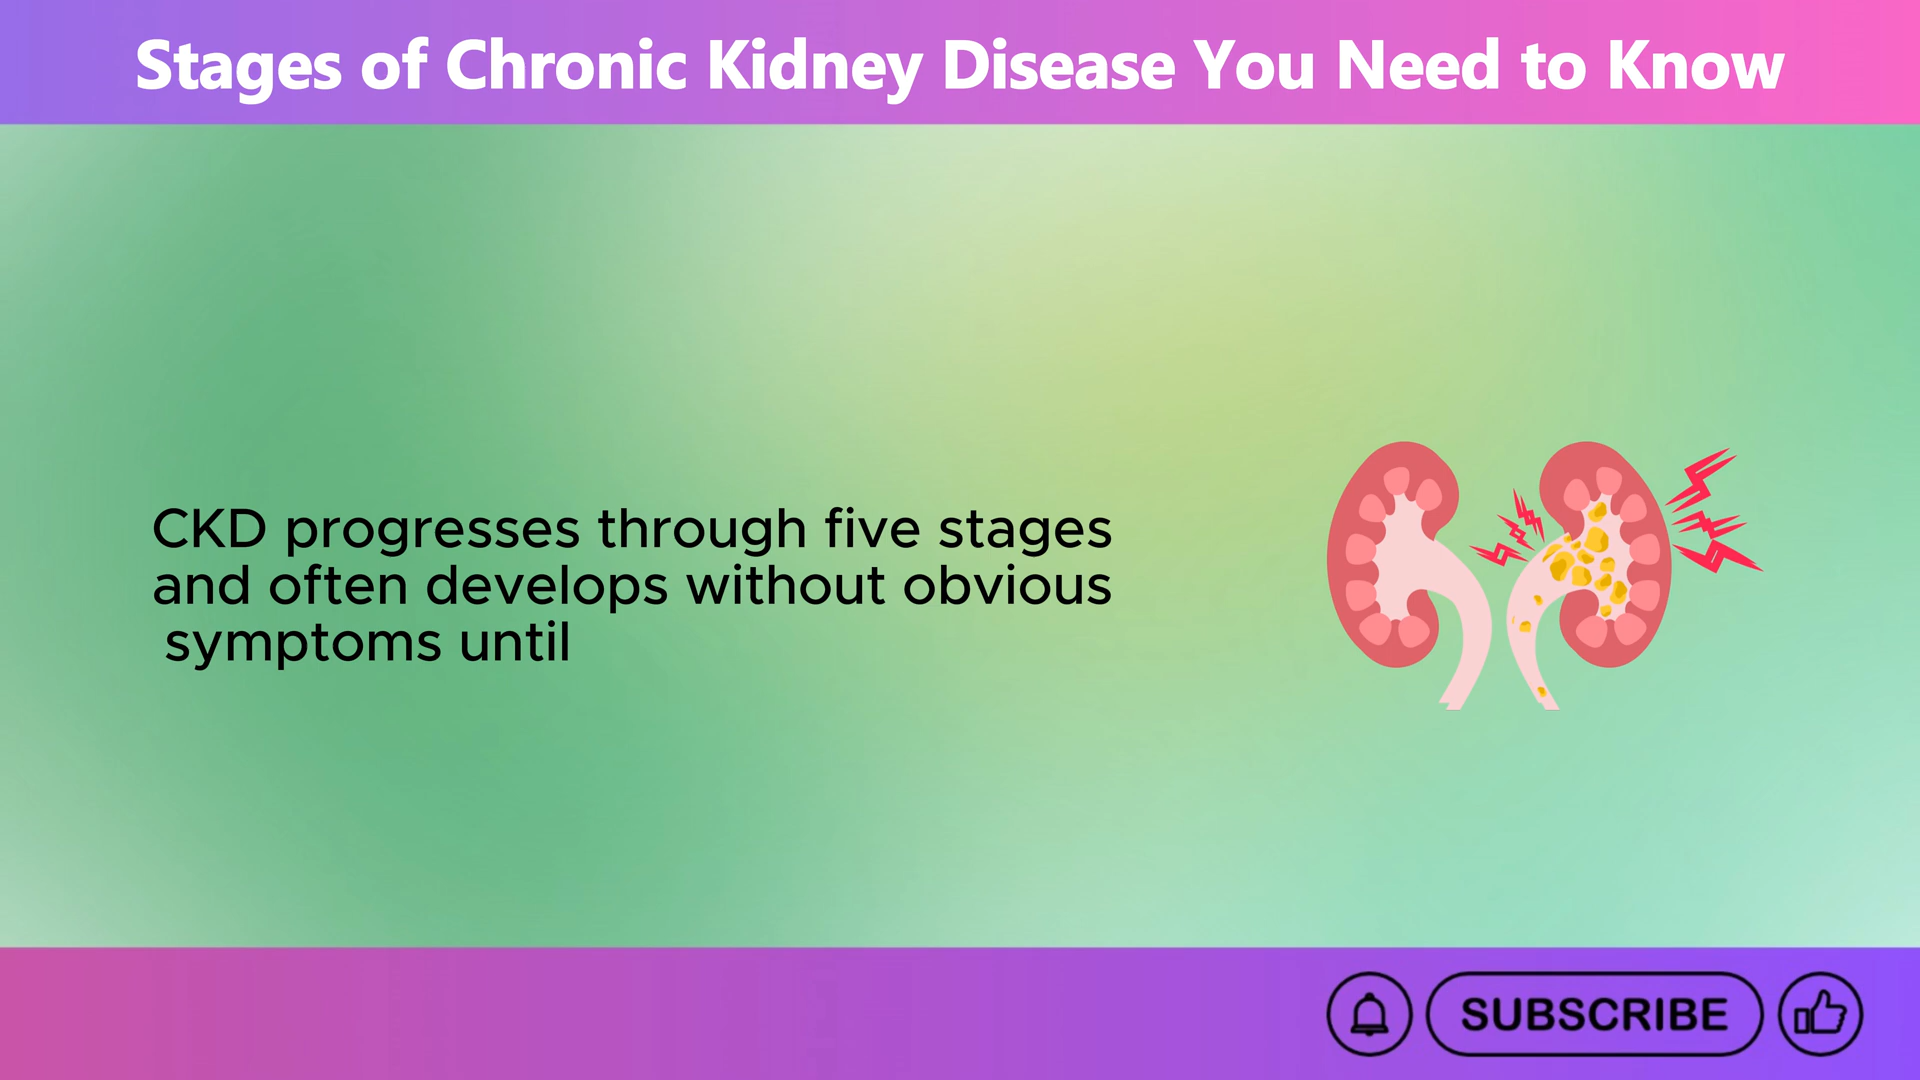 Stages of Chronic Kidney Disease You Need to Know
CKD progresses through five stages
and often develops without obvious
symptoms until
SUBSCRIBE